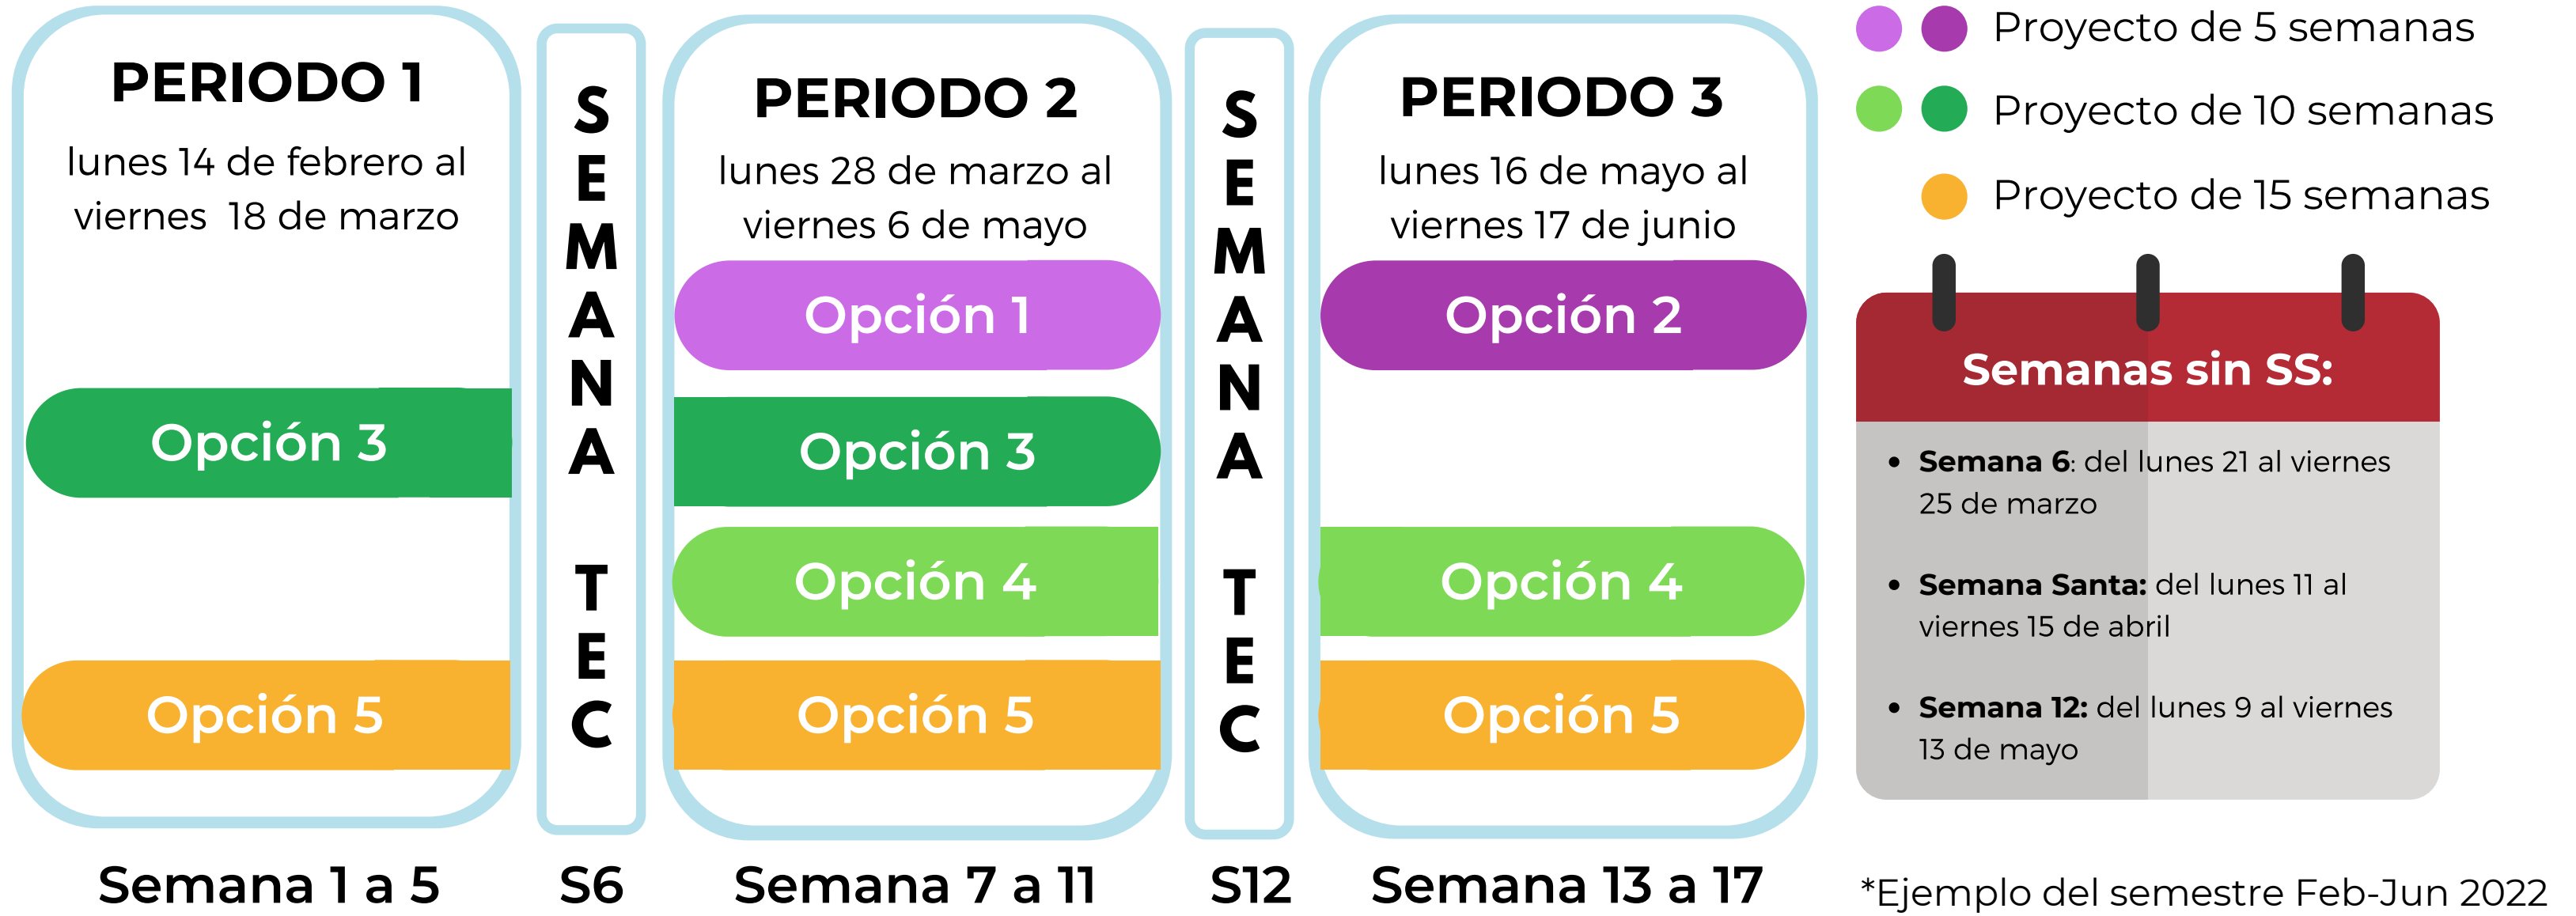 PERIODO 1
lunes 14 de febrero al
viernes 18 de marzo
Opción 3
Opción 5
Semana 1 a 5
SEMANA TEC
S6
PERIODO 2
lunes 28 de marzo al
viernes 6 de mayo
Opción 1
Opción 3
Opción 4
Opción 5
Semana 7 a 11
SEMANA TEC
S12
PERIODO 3
lunes 16 de mayo al
viernes 17 de junio
Opción 2
Opción 4
Opción 5
Semana 13 a 17
Proyecto de 5 semanas
Proyecto de 10 semanas
Proyecto de 15 semanas
Semanas sin SS:
• Semana 6: del lunes 21 al viernes
25 de marzo
• Semana Santa: del lunes 11 al
viernes 15 de abril
• Semana 12: del lunes 9 al viernes
13 de mayo
*Ejemplo del semestre Feb-Jun 2022